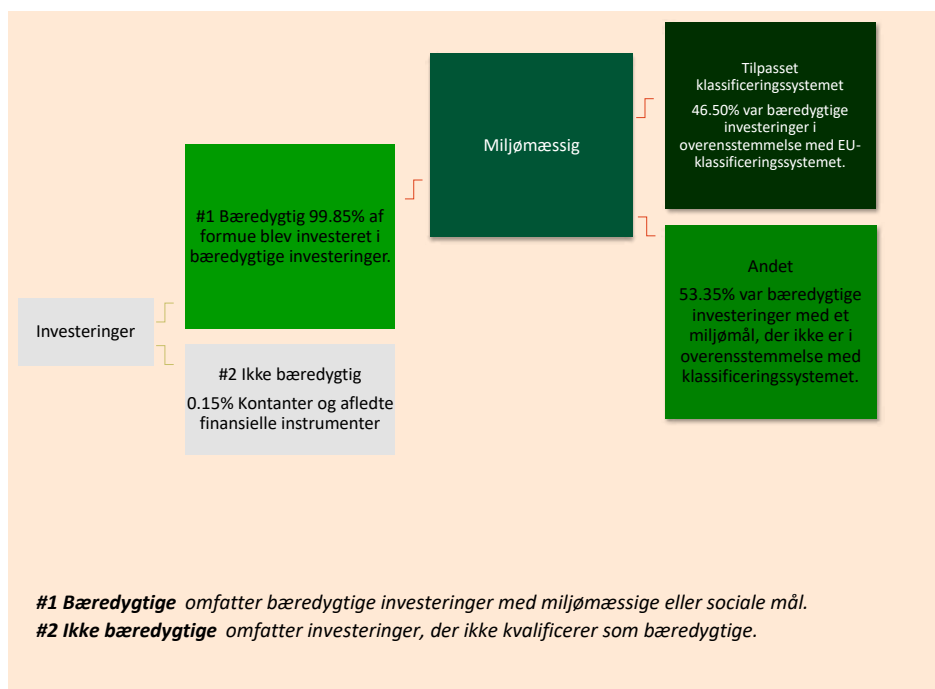 Investeringer
#1 Bæredygtig 99.85% af
formue blev investeret i
bæredygtige investeringer.
#2 Ikke bæredygtig
0.15% Kontanter og afledte
finansielle instrumenter
Miljømæssig
Tilpasset
klassificeringssystemet
46.50% var bæredygtige
investeringer i
overensstemmelse med EU-
klassificeringssystemet.
Andet
53.35% var bæredygtige
investeringer med et
miljømål, der ikke er i
overensstemmelse med
klassificeringssystemet.
#1 Bæredygtige omfatter bæredygtige investeringer med miljømæssige eller sociale mål.
#2 Ikke bæredygtige omfatter investeringer, der ikke kvalificerer som bæredygtige.